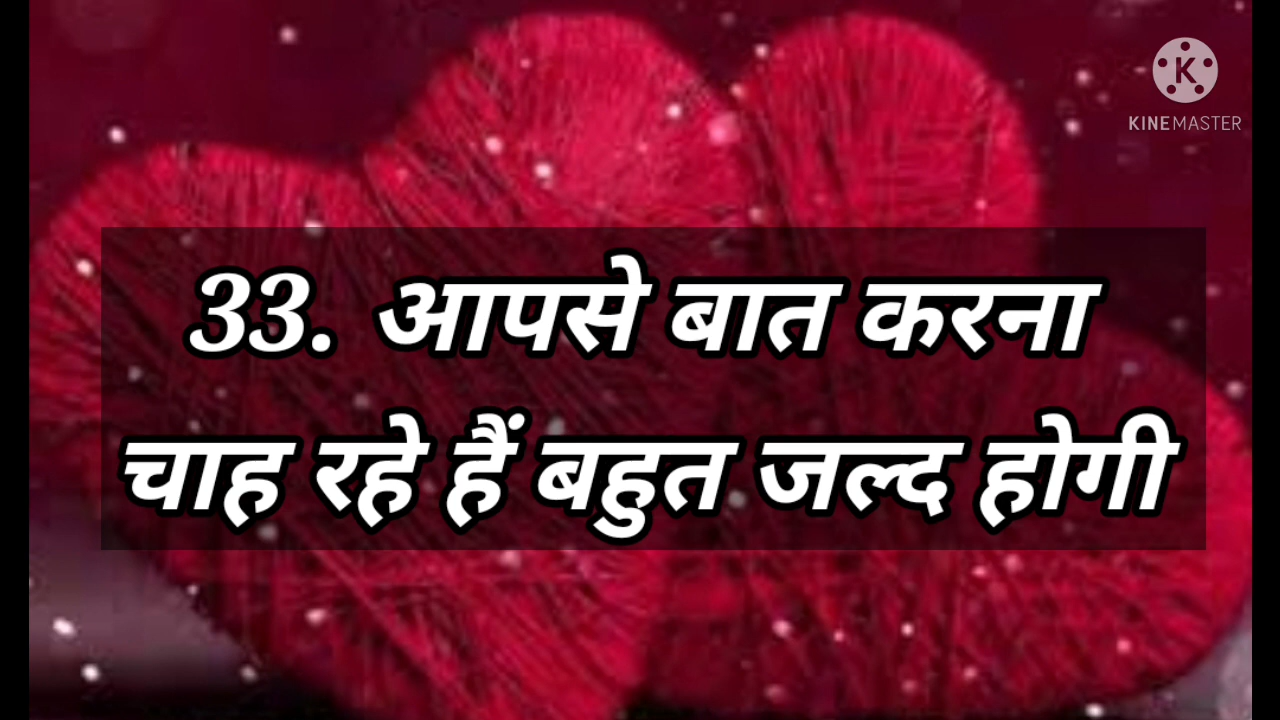 KINEMASTER
33. आपसे बात करना
चाह रहे हैं बहुत जल्द होगी